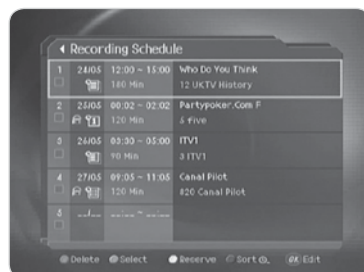 Recording Schedule
1 24/05 12:00 ~ 15:00 Who Do You Think
180 Min 12 UKTV History
2 25/05 00:02 ~ 02:02 Partypoker.Com F
120 Min 5 five
3 26/05 03:30 ~ 05:00 ITV1
90 Min 3 ITV1
4 27/05 09:05 ~ 11:05 Canal Pilot
120 Min 820 Canal Pilot
5 --/-- --:-- ~ --:--
Delete Select Reserve Sort OK Edit